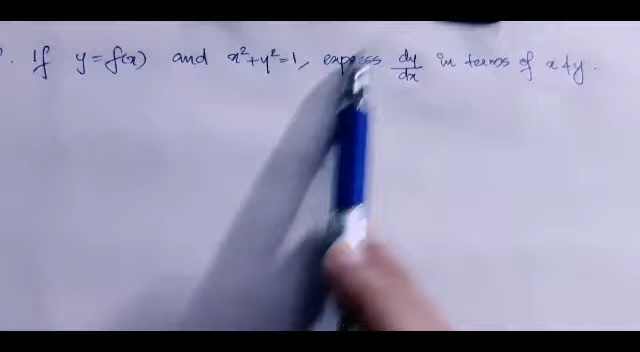 . If y=f(x) and x²+y²=1, express dy/dx in terms of x & y.